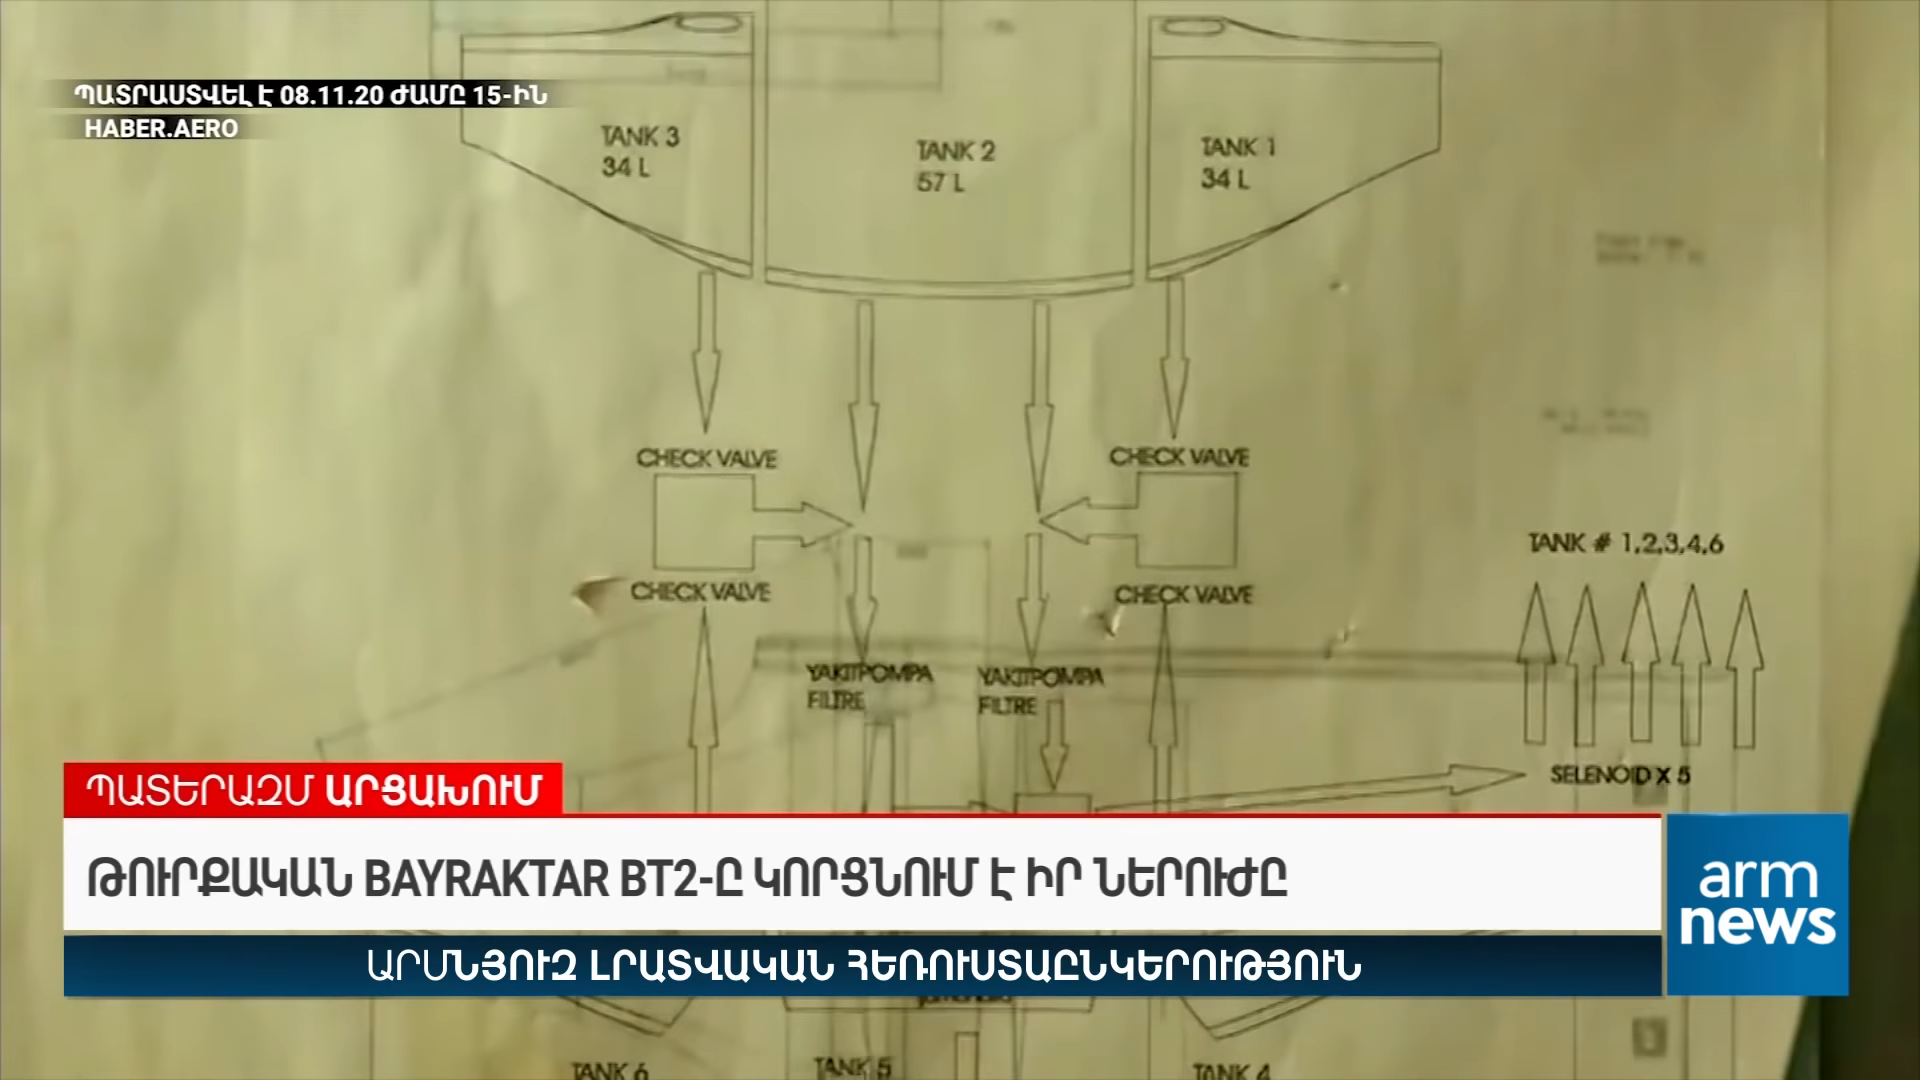 ՊԱՏՐԱՍՏՎԵԼ Է 08.11.20 ԺԱՄԸ 15-ԻՆ
HABER.AERO
TANK 3
34 L
TANK 2
57 L
TANK 1
34 L
CHECK VALVE
CHECK VALVE
TANK # 1,2,3,4,6
CHECK VALVE
CHECK VALVE
YAKITPOMPA
FILTRE
YAKITPOMPA
FILTRE
SELENOID X 5
ՊԱՏԵՐԱԶՄ ԱՐՑԱԽՈՒՄ
ԹՈՒՐՔԱԿԱՆ BAYRAKTAR BT2-Ը ԿՈՐՑՆՈՒՄ Է ԻՐ ՆԵՐՈՒԺԸ
arm
news
ԱՐՄՆՅՈՒԶ ԼՐԱՏՎԱԿԱՆ ՀԵՌՈՒՍՏԱԸՆԿԵՐՈՒԹՅՈՒՆ
TANK 6
TANK 5
TANK 4